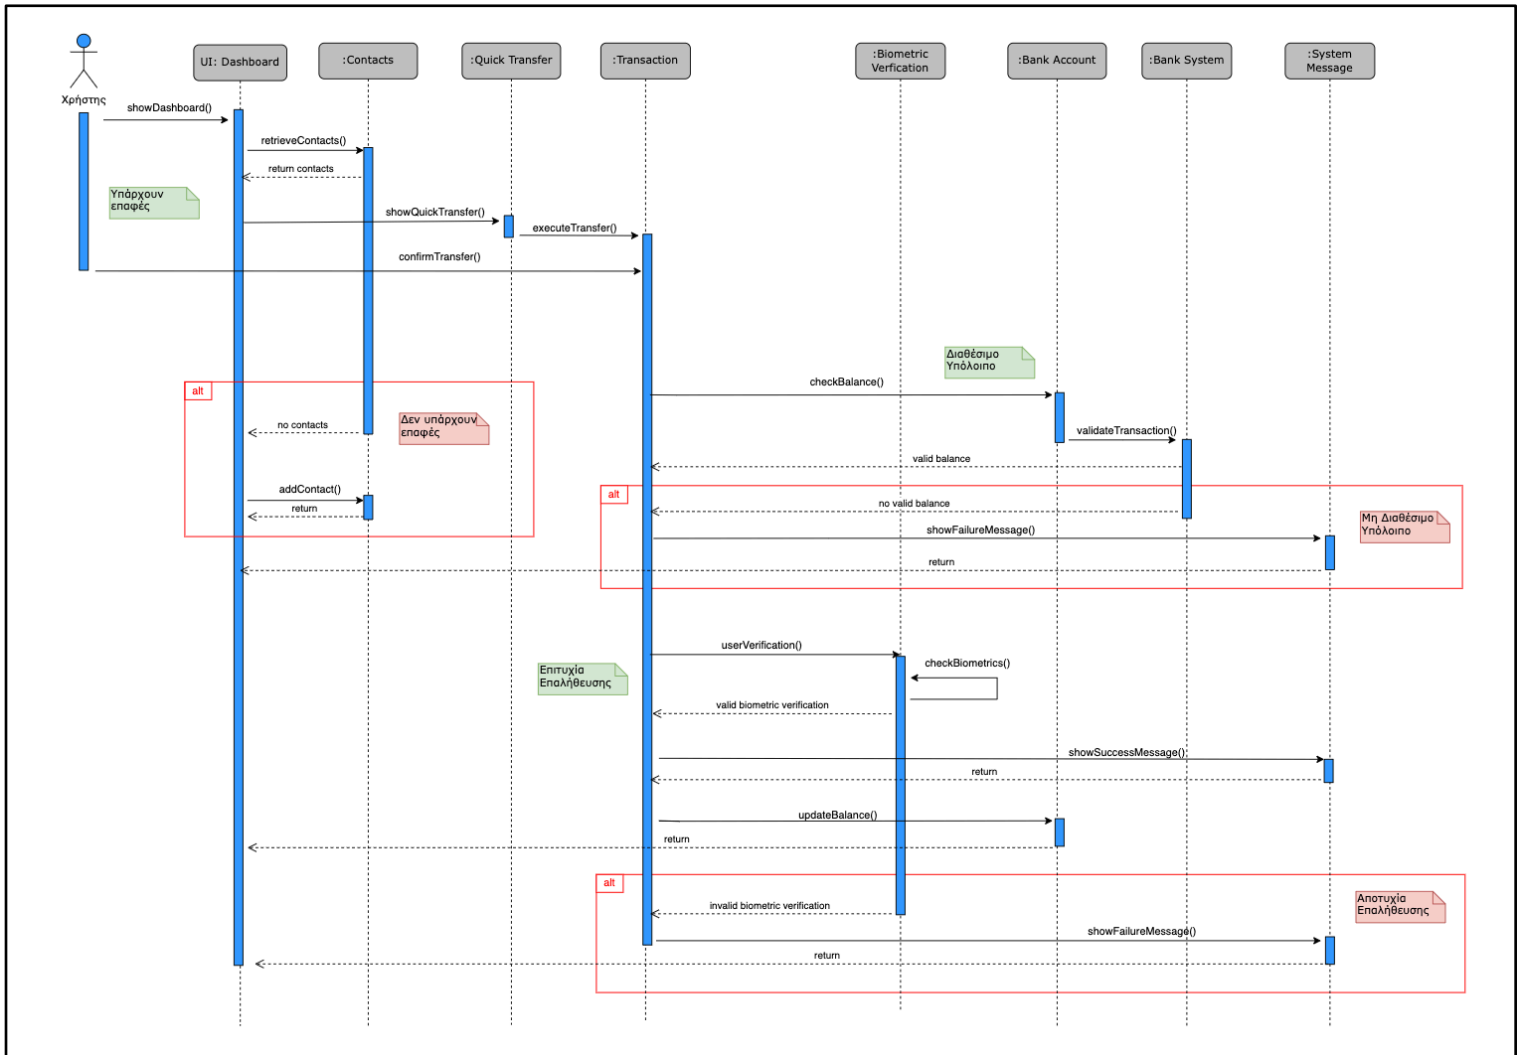 Χρήστης
UI: Dashboard
:Contacts
:Quick Transfer
:Transaction
:Biometric
Verfication
:Bank Account
:Bank System
:System
Message
showDashboard()
retrieveContacts()
return contacts
Υπάρχουν
επαφές
showQuickTransfer()
executeTransfer()
confirmTransfer()
Διαθέσιμο
Υπόλοιπο
checkBalance()
alt
Δεν υπάρχουν
επαφές
no contacts
validateTransaction()
valid balance
addContact()
return
alt
no valid balance
Μη Διαθέσιμο
Υπόλοιπο
showFailureMessage()
return
userVerification()
Επιτυχία
Επαλήθευσης
checkBiometrics()
valid biometric verification
showSuccessMessage()
return
updateBalance()
return
alt
invalid biometric verification
Αποτυχία
Επαλήθευσης
showFailureMessage()
return